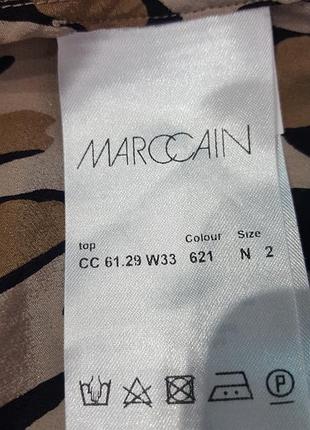 MARCCAIN
top Colour Size
CC 61.29 W33 621 N 2
P